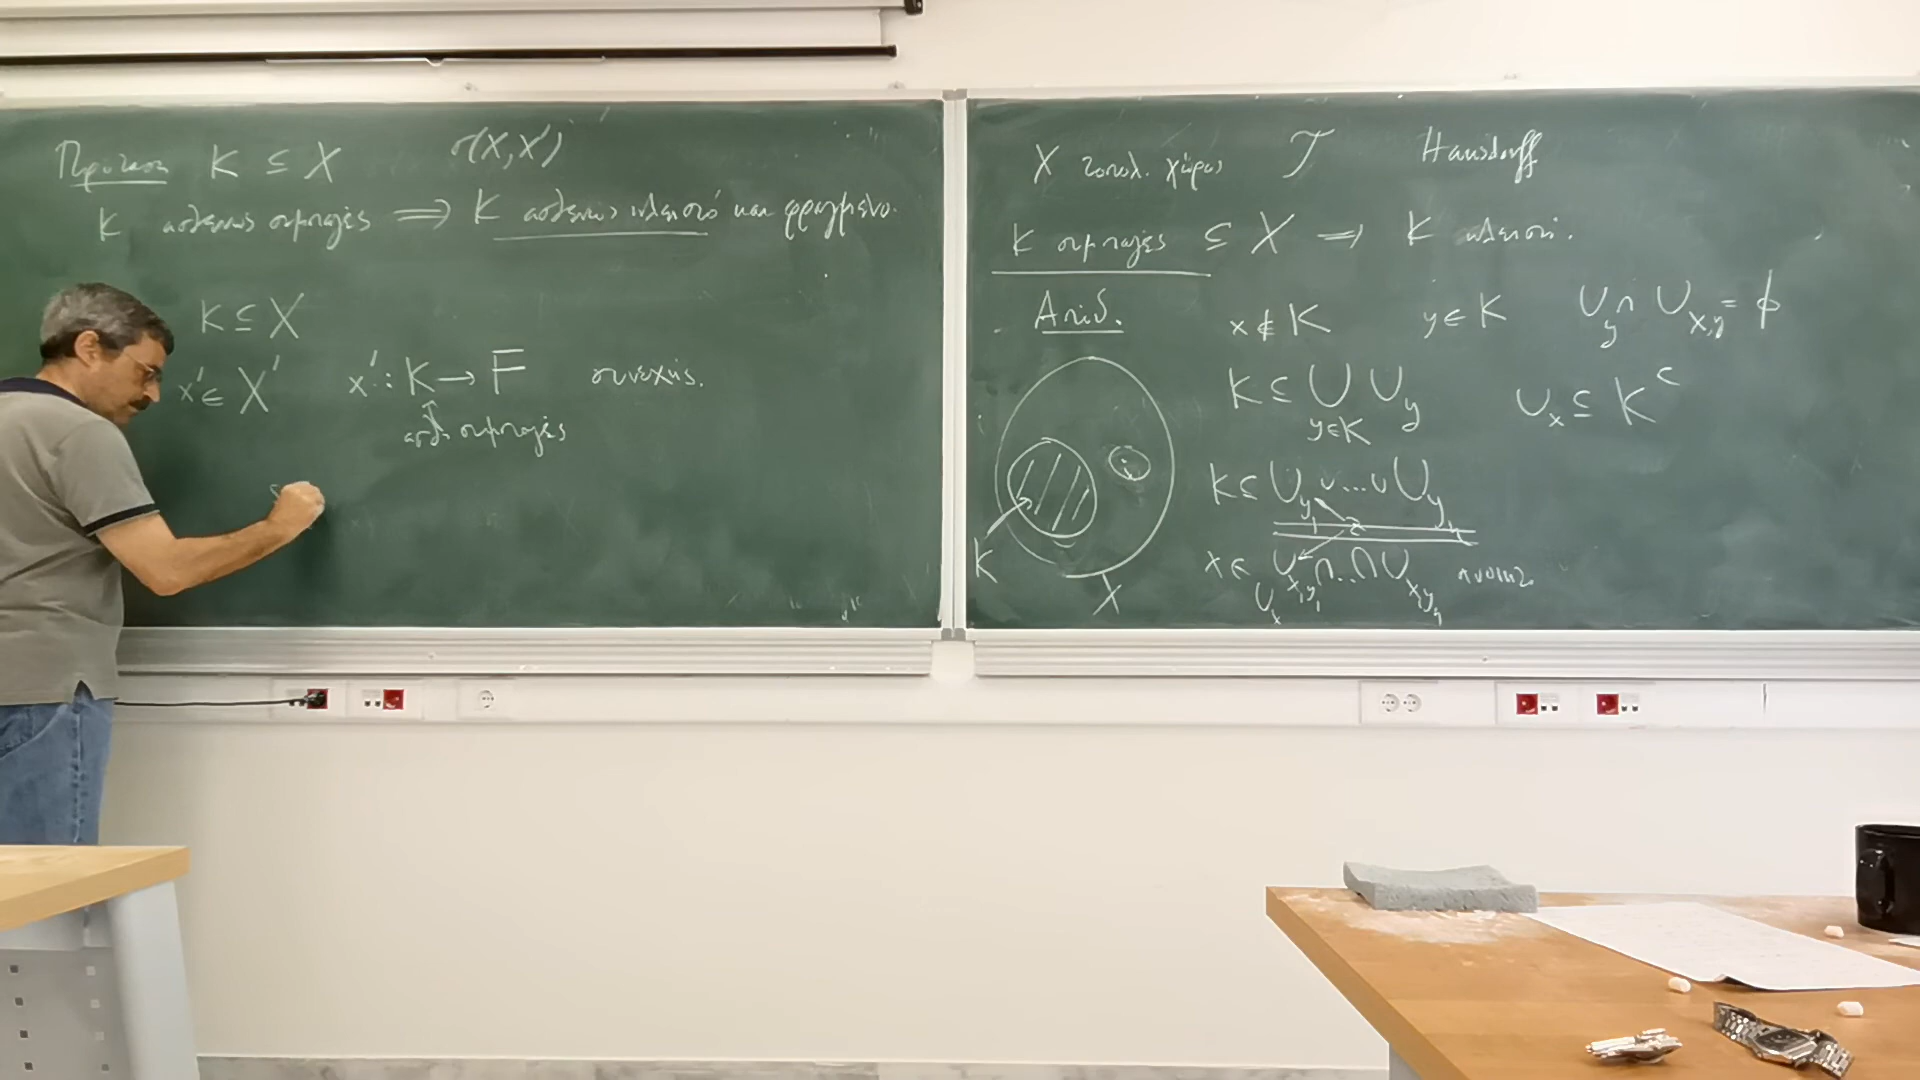 Πρόταση K ⊆ X σ(X, X')
K ασθενώς συμπαγές ⟹ K ασθενώς κλειστό και φραγμένο.
K ⊆ X
x' ∈ X' x' : K → F συνεχής.
ασθ. συμπαγές
X τοπολ. χώρος 𝒯 Hausdorff
K συμπαγές ⊆ X ⟹ K κλειστό.
Απόδ. x ∉ K y ∈ K U_y ∩ U_{x,y} = ∅
K ⊆ ⋃_{y∈K} U_y U_x ⊆ K^c
K ⊆ U_{y_1} ∪ ... ∪ U_{y_n}
x ∈ U_{x,y_1} ∩ ... ∩ U_{x,y_n} ανοικτό
U_x
K
X